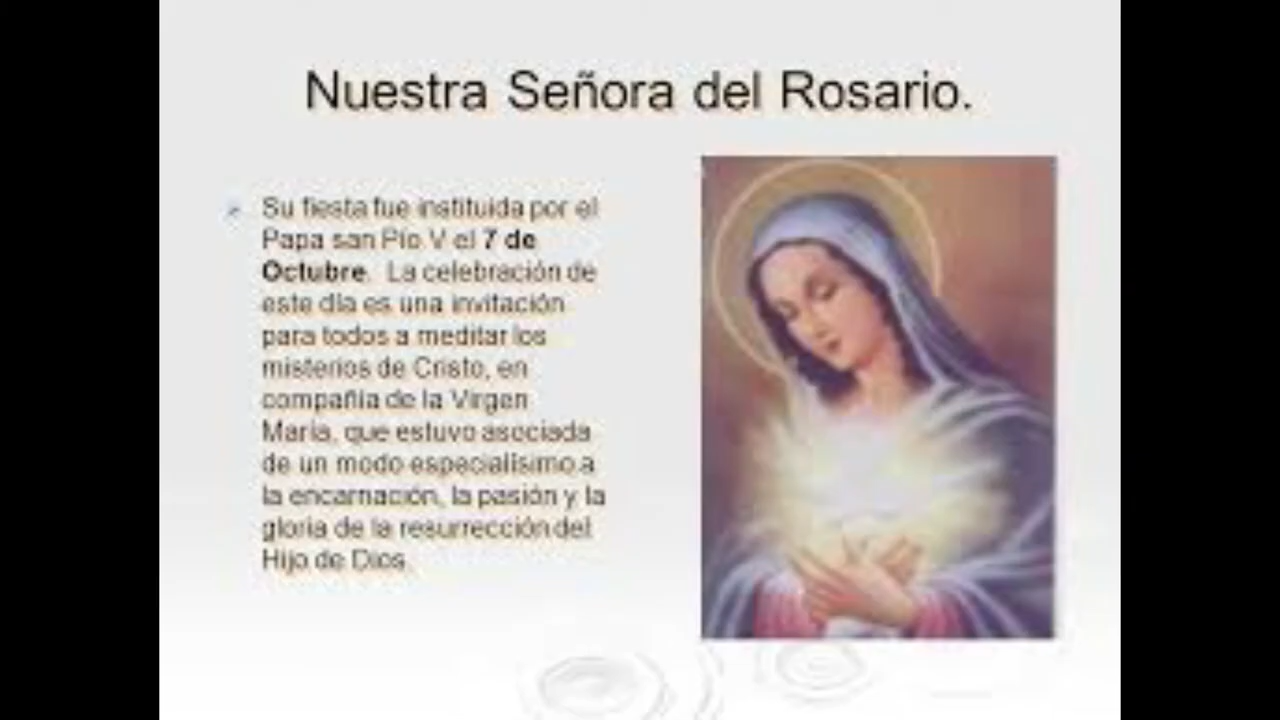 Nuestra Señora del Rosario.
Su fiesta fue instituida por el
Papa san Pío V el 7 de
Octubre. La celebración de
este día es una invitación
para todos a meditar los
misterios de Cristo, en
compañía de la Virgen
María, que estuvo asociada
de un modo especialísimo a
la encarnación, la pasión y la
gloria de la resurrección del
Hijo de Dios.